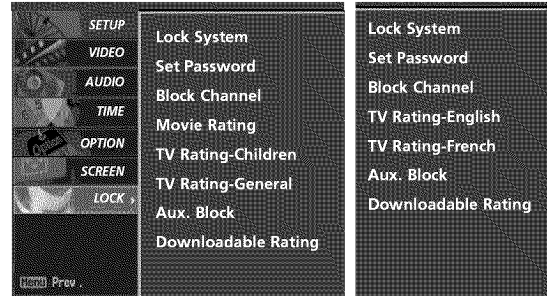 SETUP
VIDEO
AUDIO
TIME
OPTION
SCREEN
LOCK
Menu Prev.
Lock System
Set Password
Block Channel
Movie Rating
TV Rating-Children
TV Rating-General
Aux. Block
Downloadable Rating
Lock System
Set Password
Block Channel
TV Rating-English
TV Rating-French
Aux. Block
Downloadable Rating